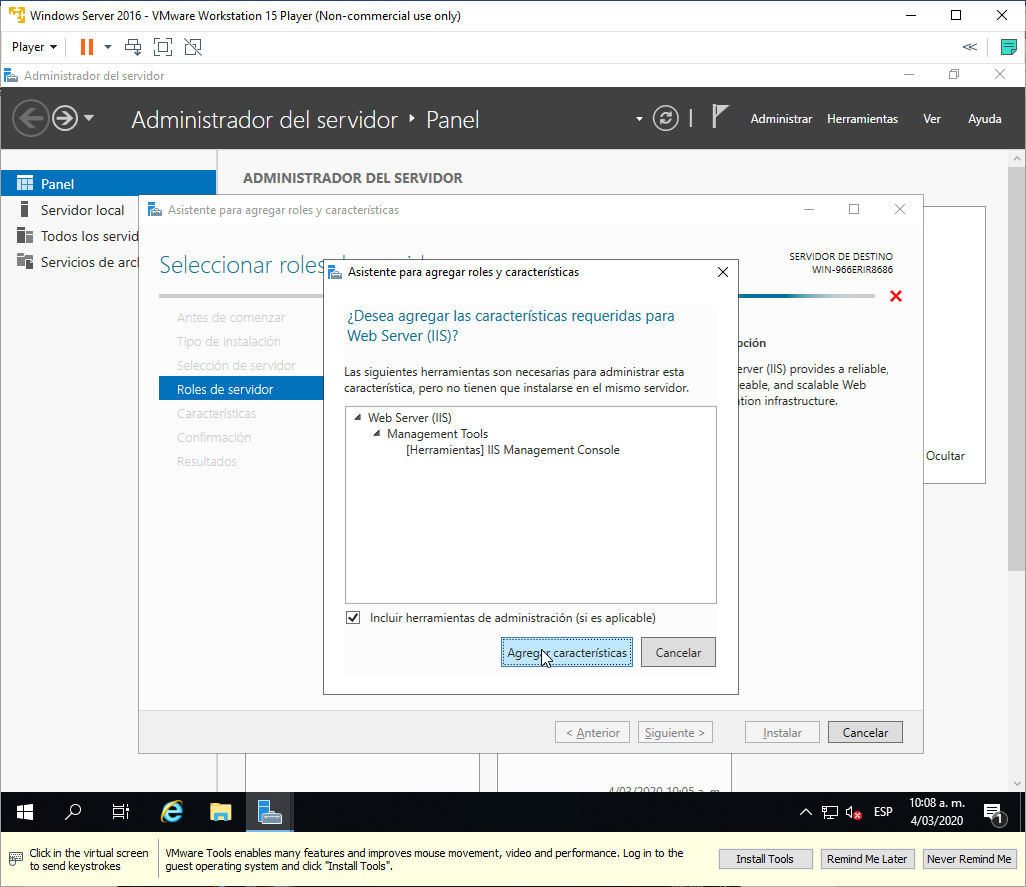 Windows Server 2016 - VMware Workstation 15 Player (Non-commercial use only)
Player
Administrador del servidor
Administrador del servidor
Panel
Administrar
Herramientas
Ver
Ayuda
Panel
Servidor local
Todos los servid
Servicios de arc
ADMINISTRADOR DEL SERVIDOR
Asistente para agregar roles y características
Seleccionar roles
SERVIDOR DE DESTINO
WIN-966ERIR8686
Antes de comenzar
Tipo de instalación
Selección de servidor
Roles de servidor
Características
Confirmación
Resultados
Asistente para agregar roles y características
¿Desea agregar las características requeridas para
Web Server (IIS)?
Las siguientes herramientas son necesarias para administrar esta
característica, pero no tienen que instalarse en el mismo servidor.
Web Server (IIS)
Management Tools
[Herramientas] IIS Management Console
Incluir herramientas de administración (si es aplicable)
Agregar características
Cancelar
pción
erver (IIS) provides a reliable,
eable, and scalable Web
tion infrastructure.
Ocultar
< Anterior
Siguiente >
Instalar
Cancelar
4/03/2020 10:05 a. m.
ESP
10:08 a. m.
4/03/2020
1
Click in the virtual screen
to send keystrokes
VMware Tools enables many features and improves mouse movement, video and performance. Log in to the
guest operating system and click "Install Tools".
Install Tools
Remind Me Later
Never Remind Me